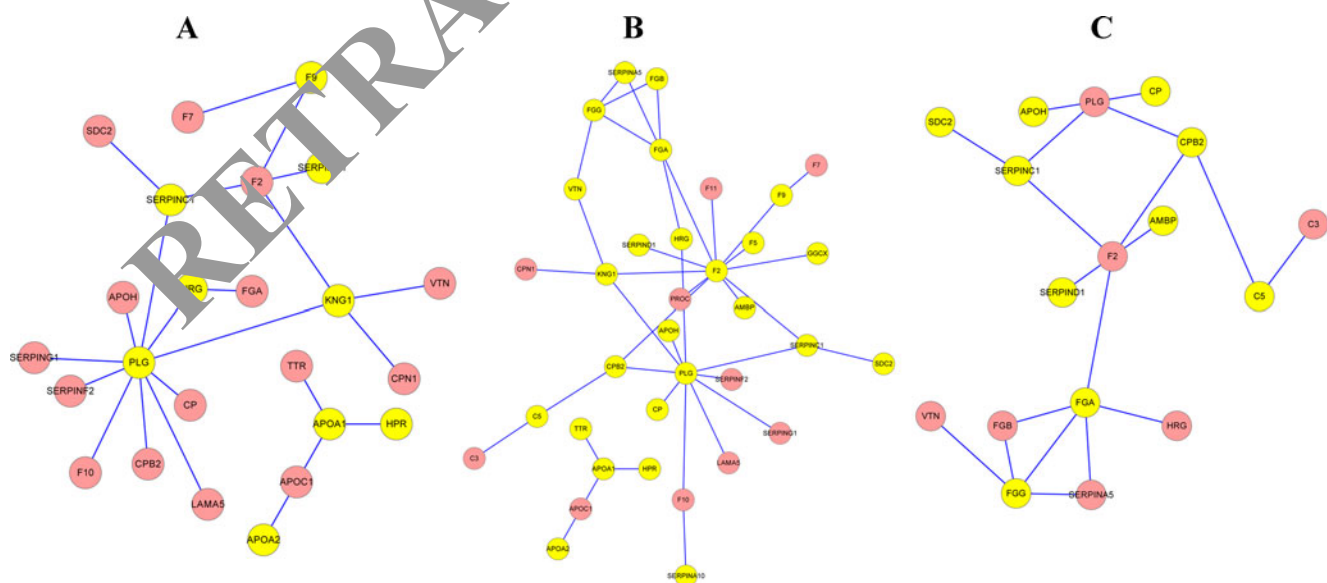 A
B
C
F9
F7
SDC2
F2
SERPINC1
FGA
APOH
KNG1
VTN
SERPING1
PLG
SERPINF2
CP
TTR
CPN1
APOA1
HPR
F10
CPB2
APOC1
LAMA5
APOA2
SERPINA5
FGB
FGG
FGA
F7
F11
VTN
F9
HRG
SERPIND1
F5
GGCX
CPN1
KNG1
F2
PROC
AMBP
APOH
SERPINC1
SDC2
CPB2
PLG
SERPINF2
CP
C5
TTR
SERPING1
C3
APOA1
HPR
LAMA5
F10
APOC1
APOA2
SERPINA10
CP
PLG
APOH
SDC2
CPB2
SERPINC1
AMBP
C3
F2
SERPIND1
C5
FGA
VTN
FGB
HRG
FGG
SERPINA5
RETRA